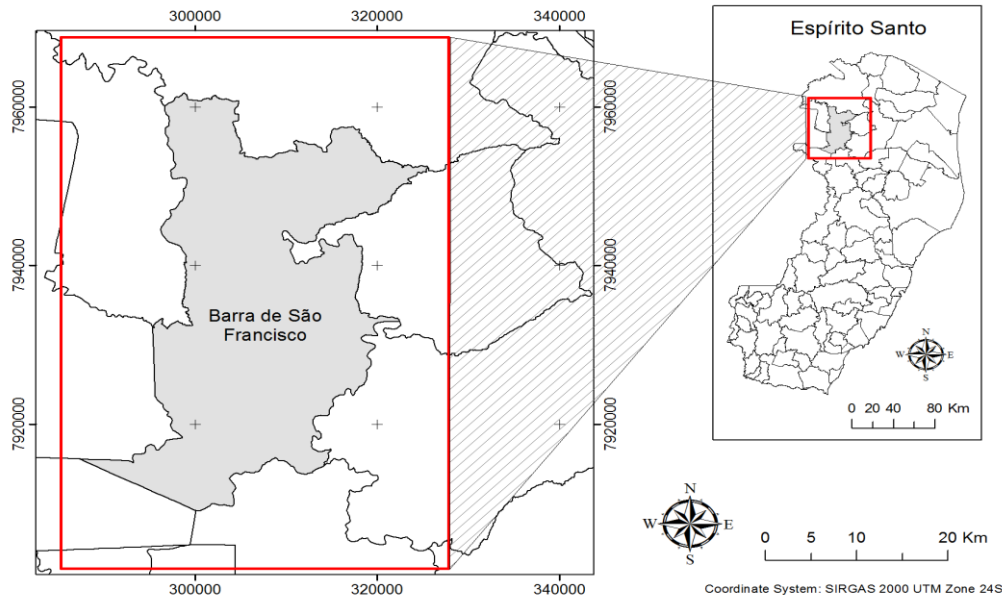 300000
320000
340000
7960000
7960000
7940000
7940000
Barra de São
Francisco
7920000
7920000
300000
320000
340000
Espírito Santo
N
W
E
S
0 20 40 80 Km
N
W
E
S
0 5 10 20 Km
Coordinate System: SIRGAS 2000 UTM Zone 24S